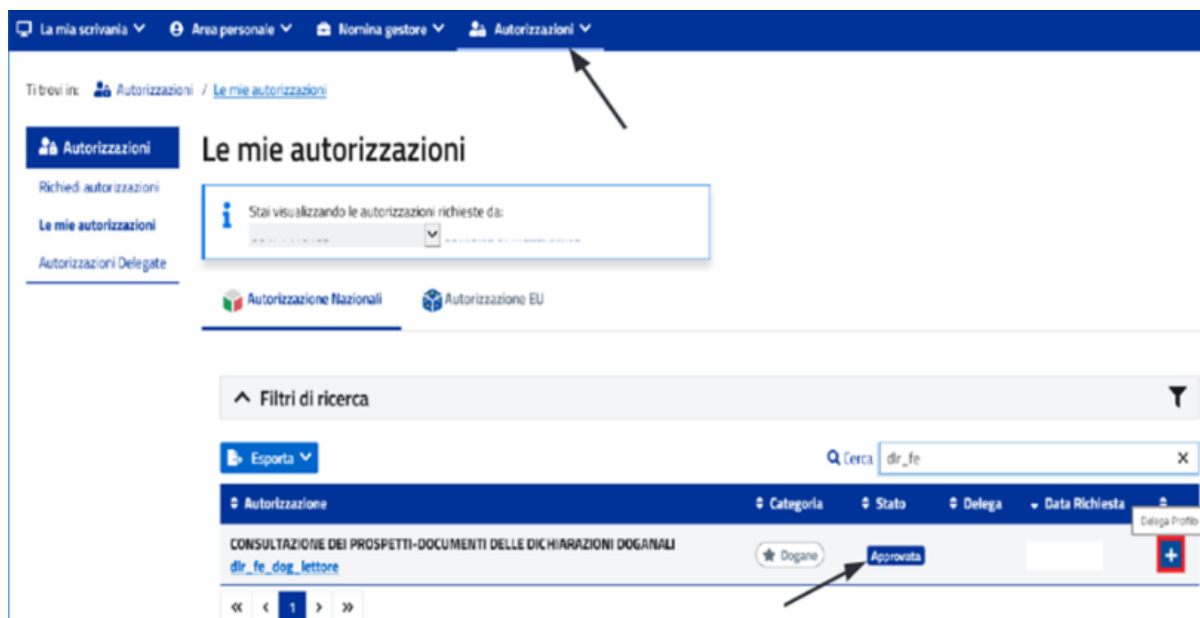 La mia scrivania Area personale Nomina gestore Autorizzazioni
Ti trovi in: Autorizzazioni / Le mie autorizzazioni
Autorizzazioni
Richiedi autorizzazioni
Le mie autorizzazioni
Autorizzazioni Delegate
Le mie autorizzazioni
Stai visualizzando le autorizzazioni richieste da:
Autorizzazione Nazionali Autorizzazione EU
Filtri di ricerca
Esporta Cerca dlr_fe
Autorizzazione Categoria Stato Delega Data Richiesta
Delega Profilo
CONSULTAZIONE DEI PROSPETTI-DOCUMENTI DELLE DICHIARAZIONI DOGANALI
dlr_fe_dog_lettore
Dogane Approvata
« ‹ 1 › »